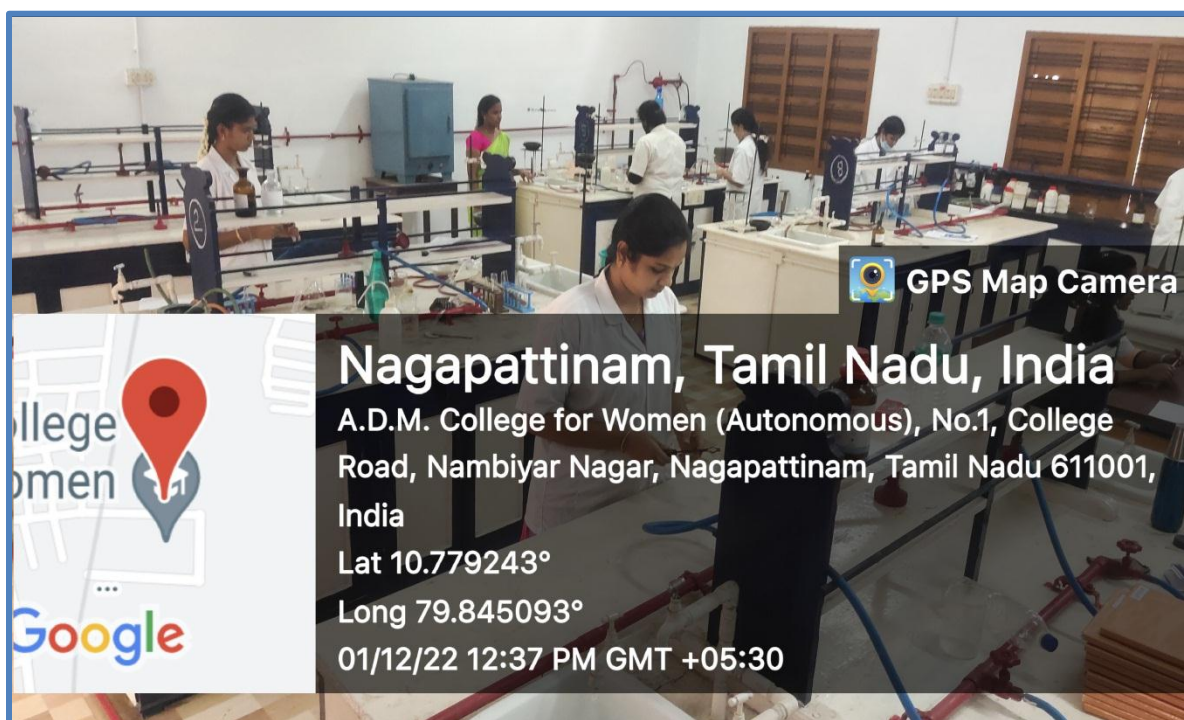 2
8
GPS Map Camera
Nagapattinam, Tamil Nadu, India
A.D.M. College for Women (Autonomous), No.1, College
Road, Nambiyar Nagar, Nagapattinam, Tamil Nadu 611001,
India
Lat 10.779243°
Long 79.845093°
01/12/22 12:37 PM GMT +05:30
llege
omen
Google